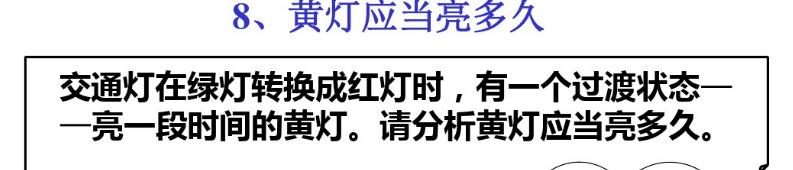 8、黄灯应当亮多久
交通灯在绿灯转换成红灯时，有一个过渡状态—
—亮一段时间的黄灯。请分析黄灯应当亮多久。